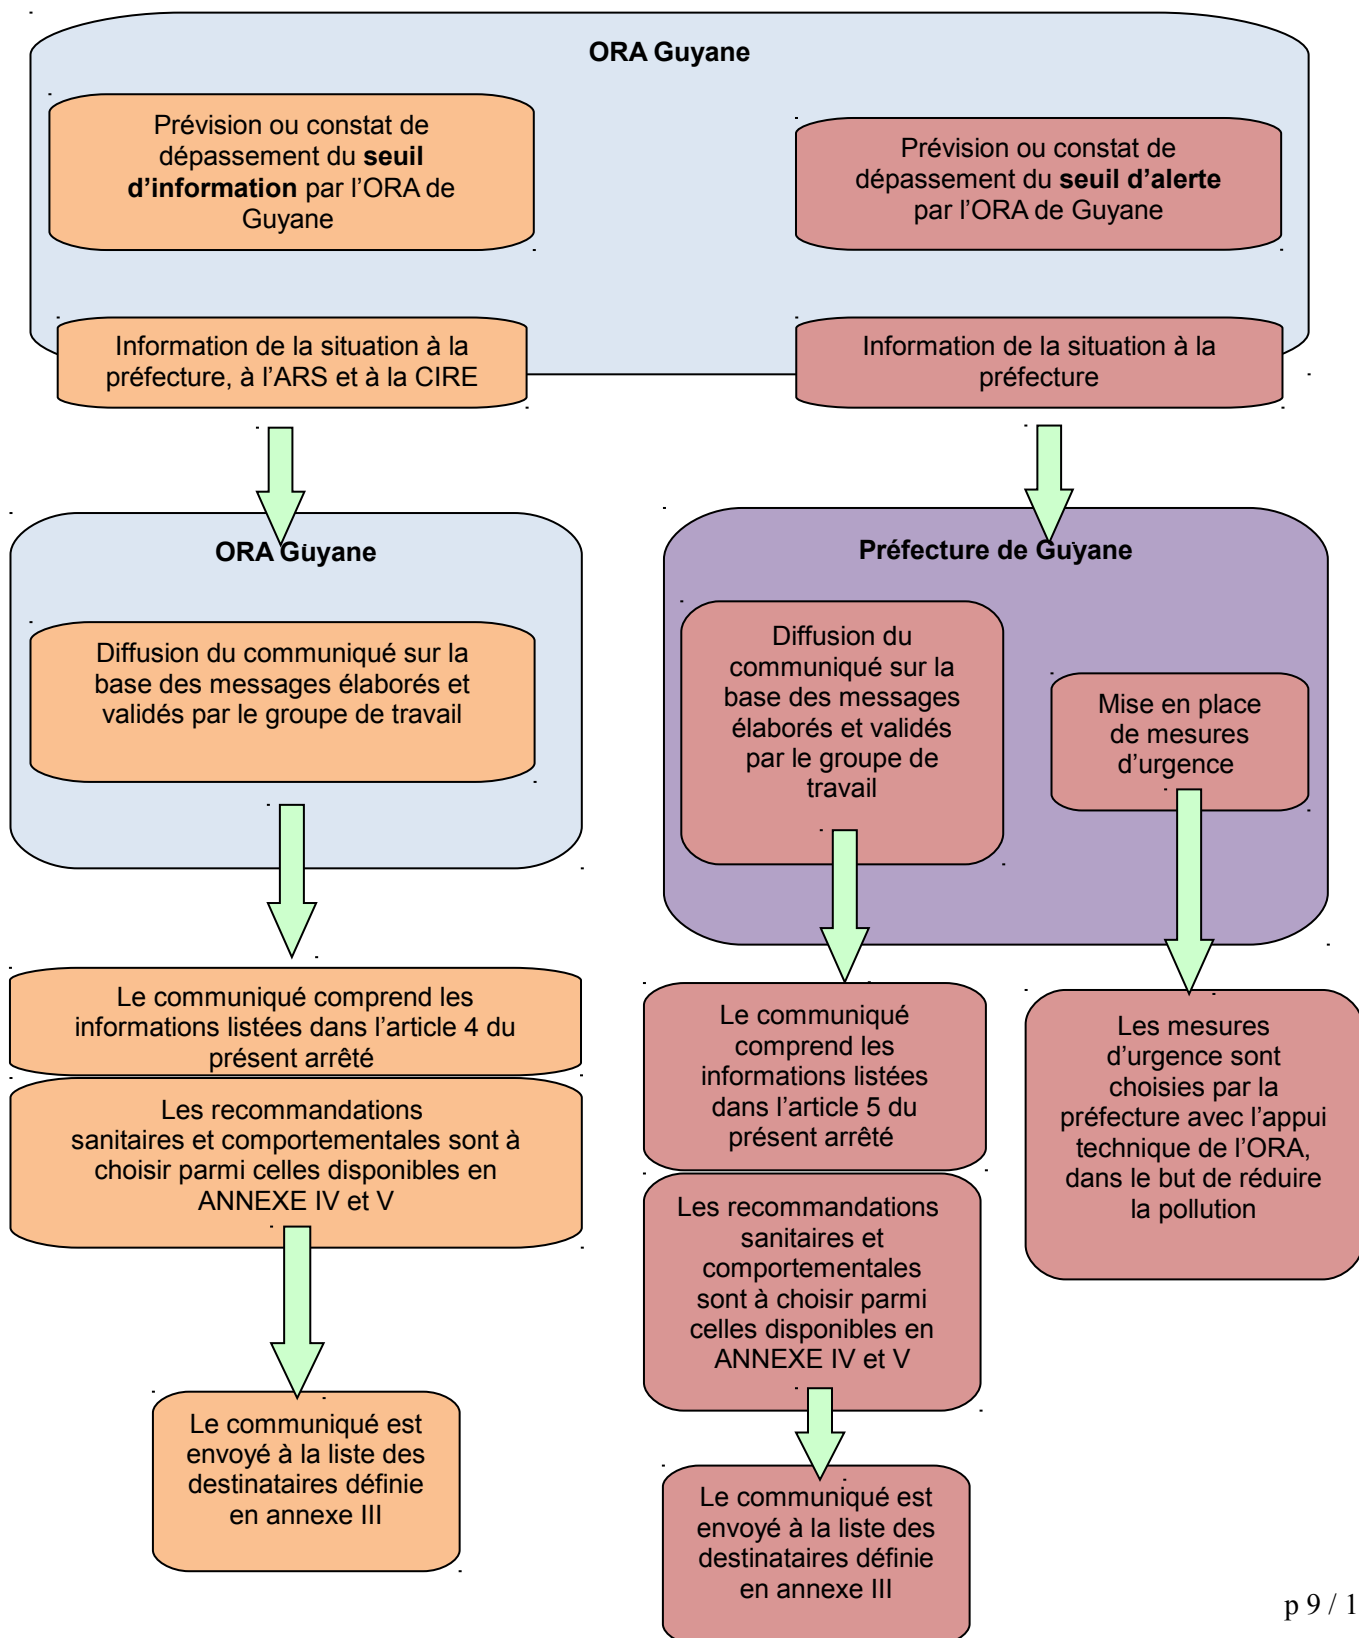 ORA Guyane
Prévision ou constat de
dépassement du seuil
d’information par l’ORA de
Guyane
Prévision ou constat de
dépassement du seuil d’alerte
par l’ORA de Guyane
Information de la situation à la
préfecture, à l’ARS et à la CIRE
Information de la situation à la
préfecture
ORA Guyane
Diffusion du communiqué sur la
base des messages élaborés et
validés par le groupe de travail
Préfecture de Guyane
Diffusion du
communiqué sur la
base des messages
élaborés et validés
par le groupe de
travail
Mise en place
de mesures
d’urgence
Le communiqué comprend les
informations listées dans l’article 4 du
présent arrêté
Les recommandations
sanitaires et comportementales sont à
choisir parmi celles disponibles en
ANNEXE IV et V
Le communiqué est
envoyé à la liste des
destinataires définie
en annexe III
Le communiqué
comprend les
informations listées
dans l’article 5 du
présent arrêté
Les recommandations
sanitaires et
comportementales
sont à choisir parmi
celles disponibles en
ANNEXE IV et V
Le communiqué est
envoyé à la liste des
destinataires définie
en annexe III
Les mesures
d’urgence sont
choisies par la
préfecture avec l’appui
technique de l’ORA,
dans le but de réduire
la pollution
p 9 / 1